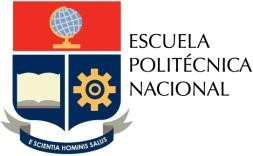 ESCUELA
POLITÉCNICA
NACIONAL
E SCIENTIA HOMINIS SALUS